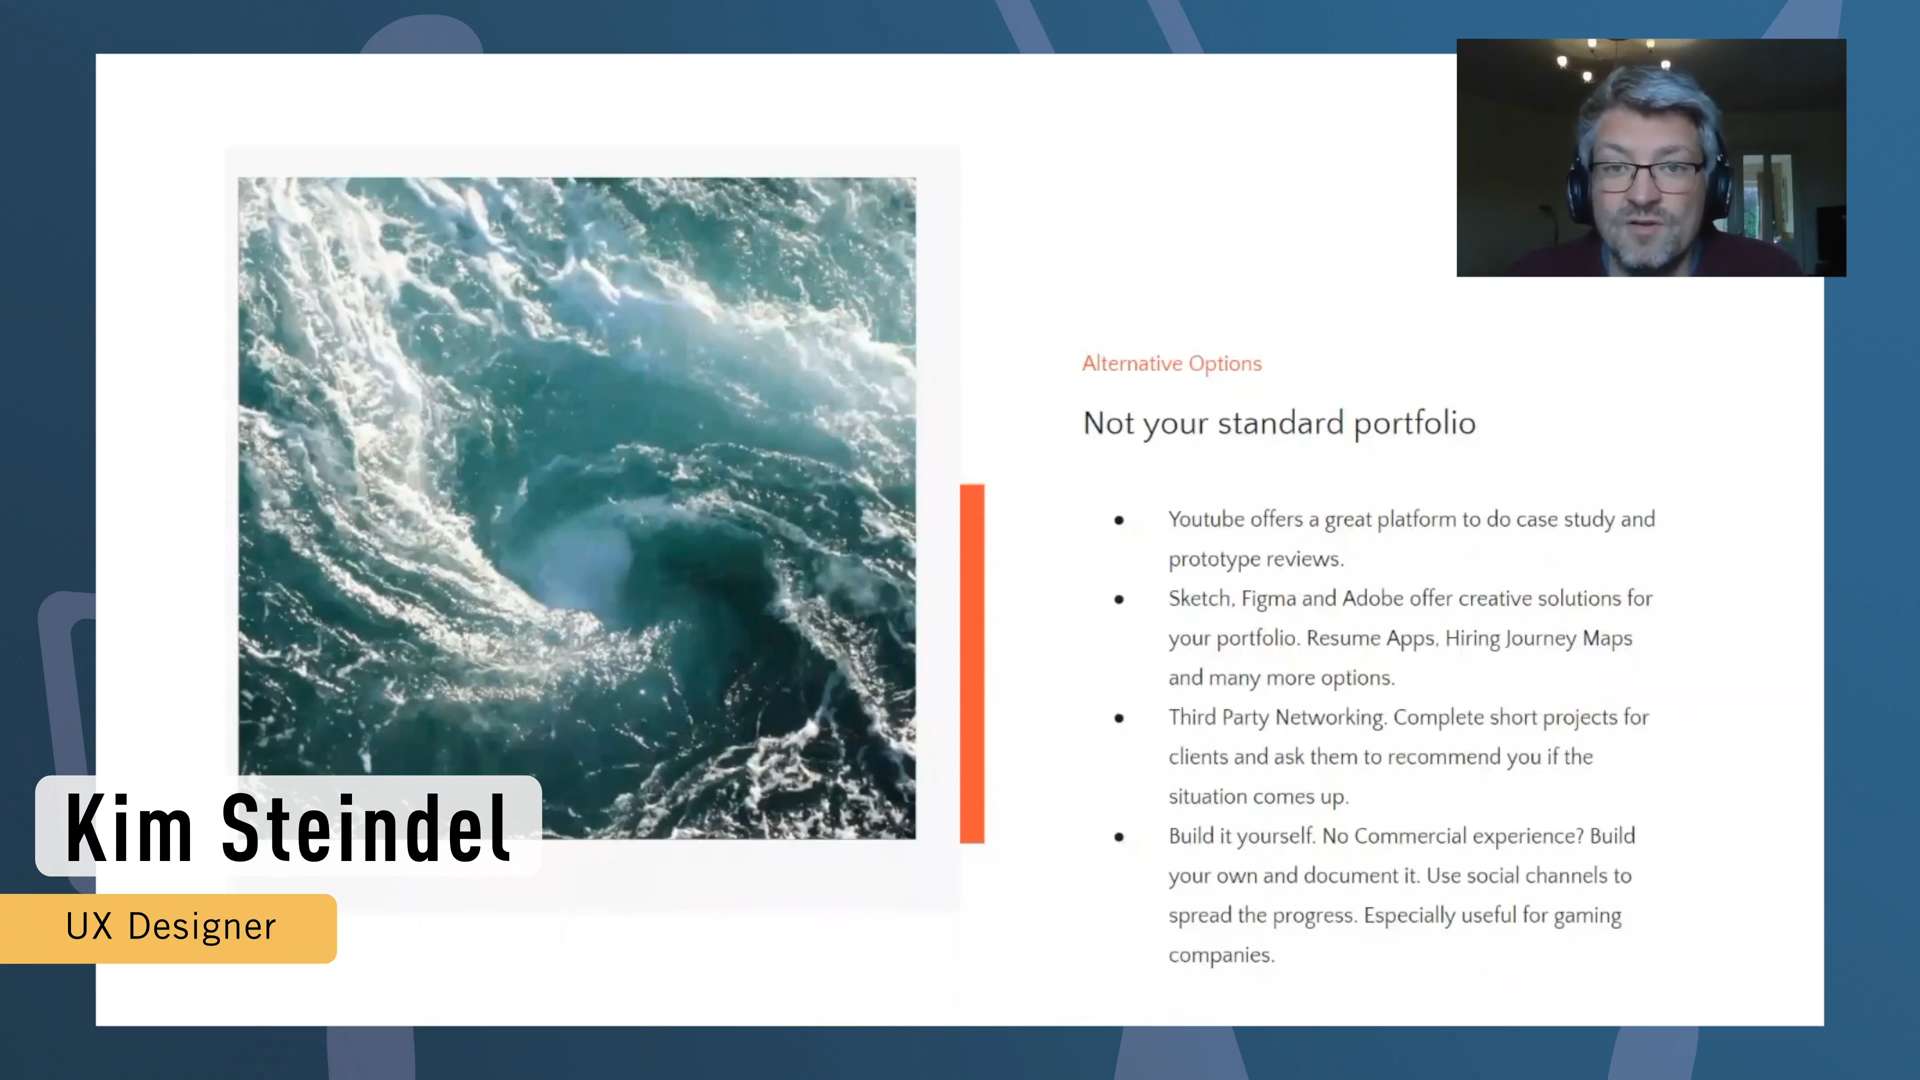 Alternative Options
Not your standard portfolio
● Youtube offers a great platform to do case study and
prototype reviews.
● Sketch, Figma and Adobe offer creative solutions for
your portfolio. Resume Apps, Hiring Journey Maps
and many more options.
● Third Party Networking. Complete short projects for
clients and ask them to recommend you if the
situation comes up.
● Build it yourself. No Commercial experience? Build
your own and document it. Use social channels to
spread the progress. Especially useful for gaming
companies.
Kim Steindel
UX Designer